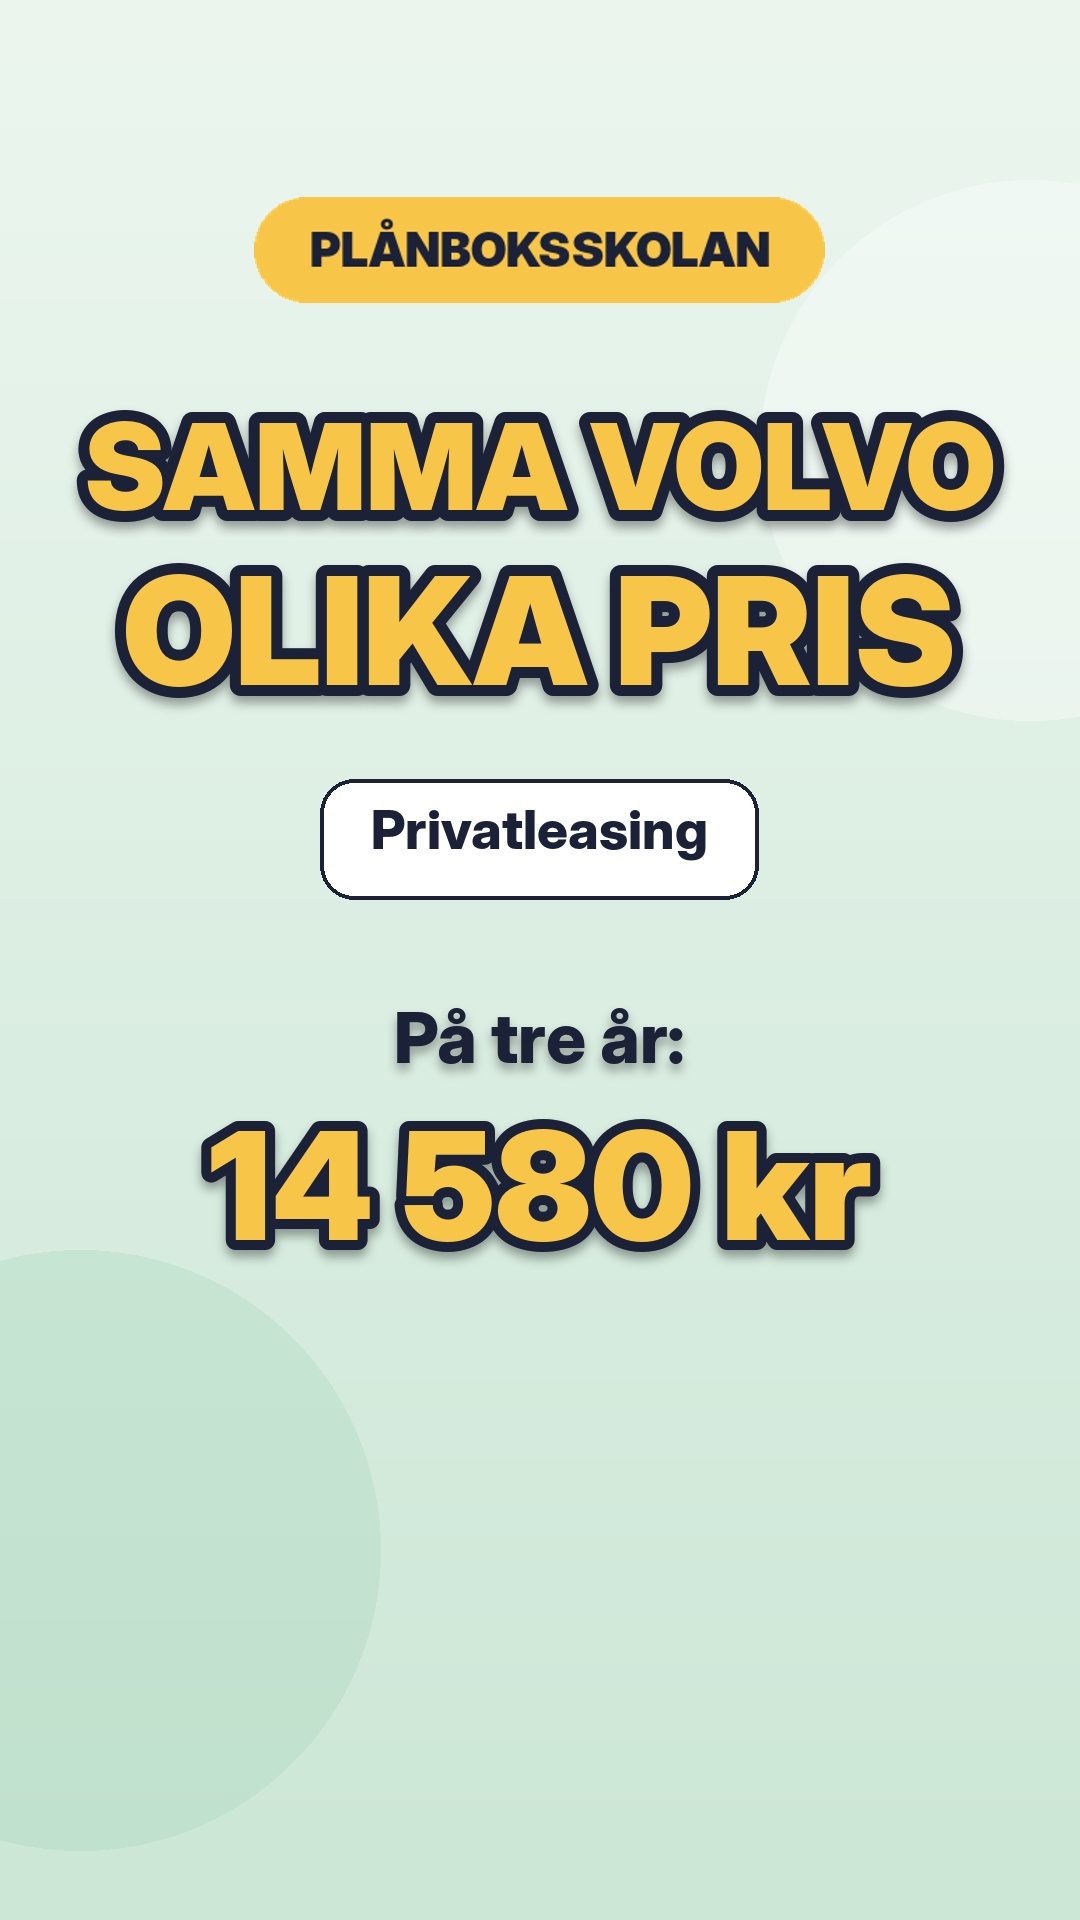 PLÅNBOKSSKOLAN
SAMMA VOLVO
OLIKA PRIS
Privatleasing
På tre år:
14 580 kr